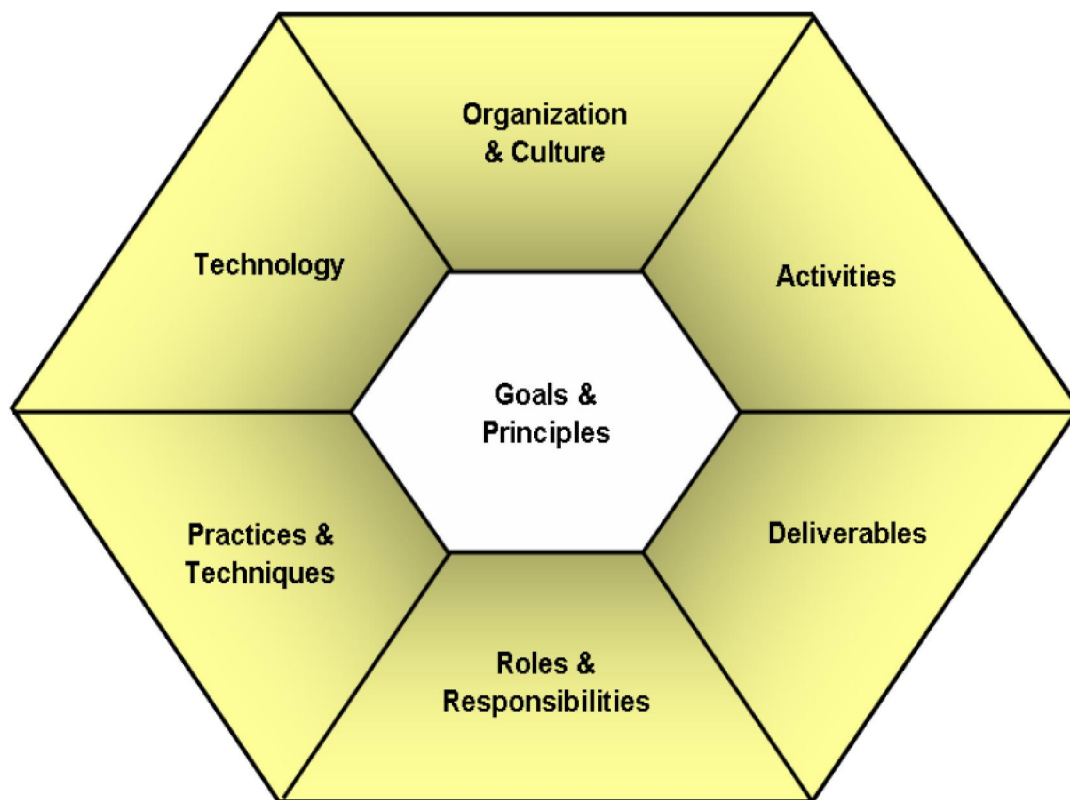 Organization
& Culture
Technology
Activities
Goals &
Principles
Practices &
Techniques
Deliverables
Roles &
Responsibilities